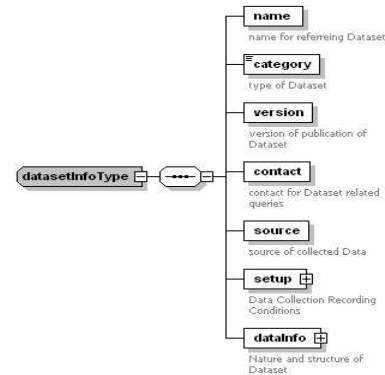 name
name for referreing Dataset
category
type of Dataset
version
version of publication of
Dataset
datasetInfoType
contact
contact for Dataset related
queries
source
source of collected Data
setup
Data Collection Recording
Conditions
dataInfo
Nature and structure of
Dataset